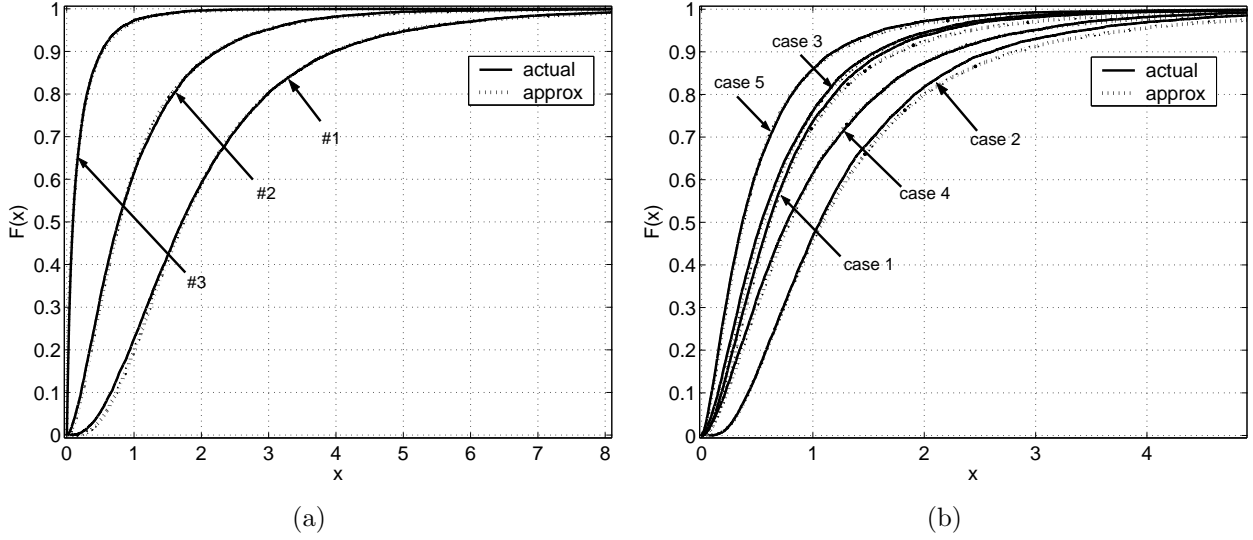 1
0.9
0.8
0.7
0.6
0.5
0.4
0.3
0.2
0.1
0
F(x)
0 1 2 3 4 5 6 7 8
x
actual
approx
#1
#2
#3
(a)
1
0.9
0.8
0.7
0.6
0.5
0.4
0.3
0.2
0.1
0
F(x)
0 1 2 3 4
x
case 3
case 5
actual
approx
case 2
case 4
case 1
(b)